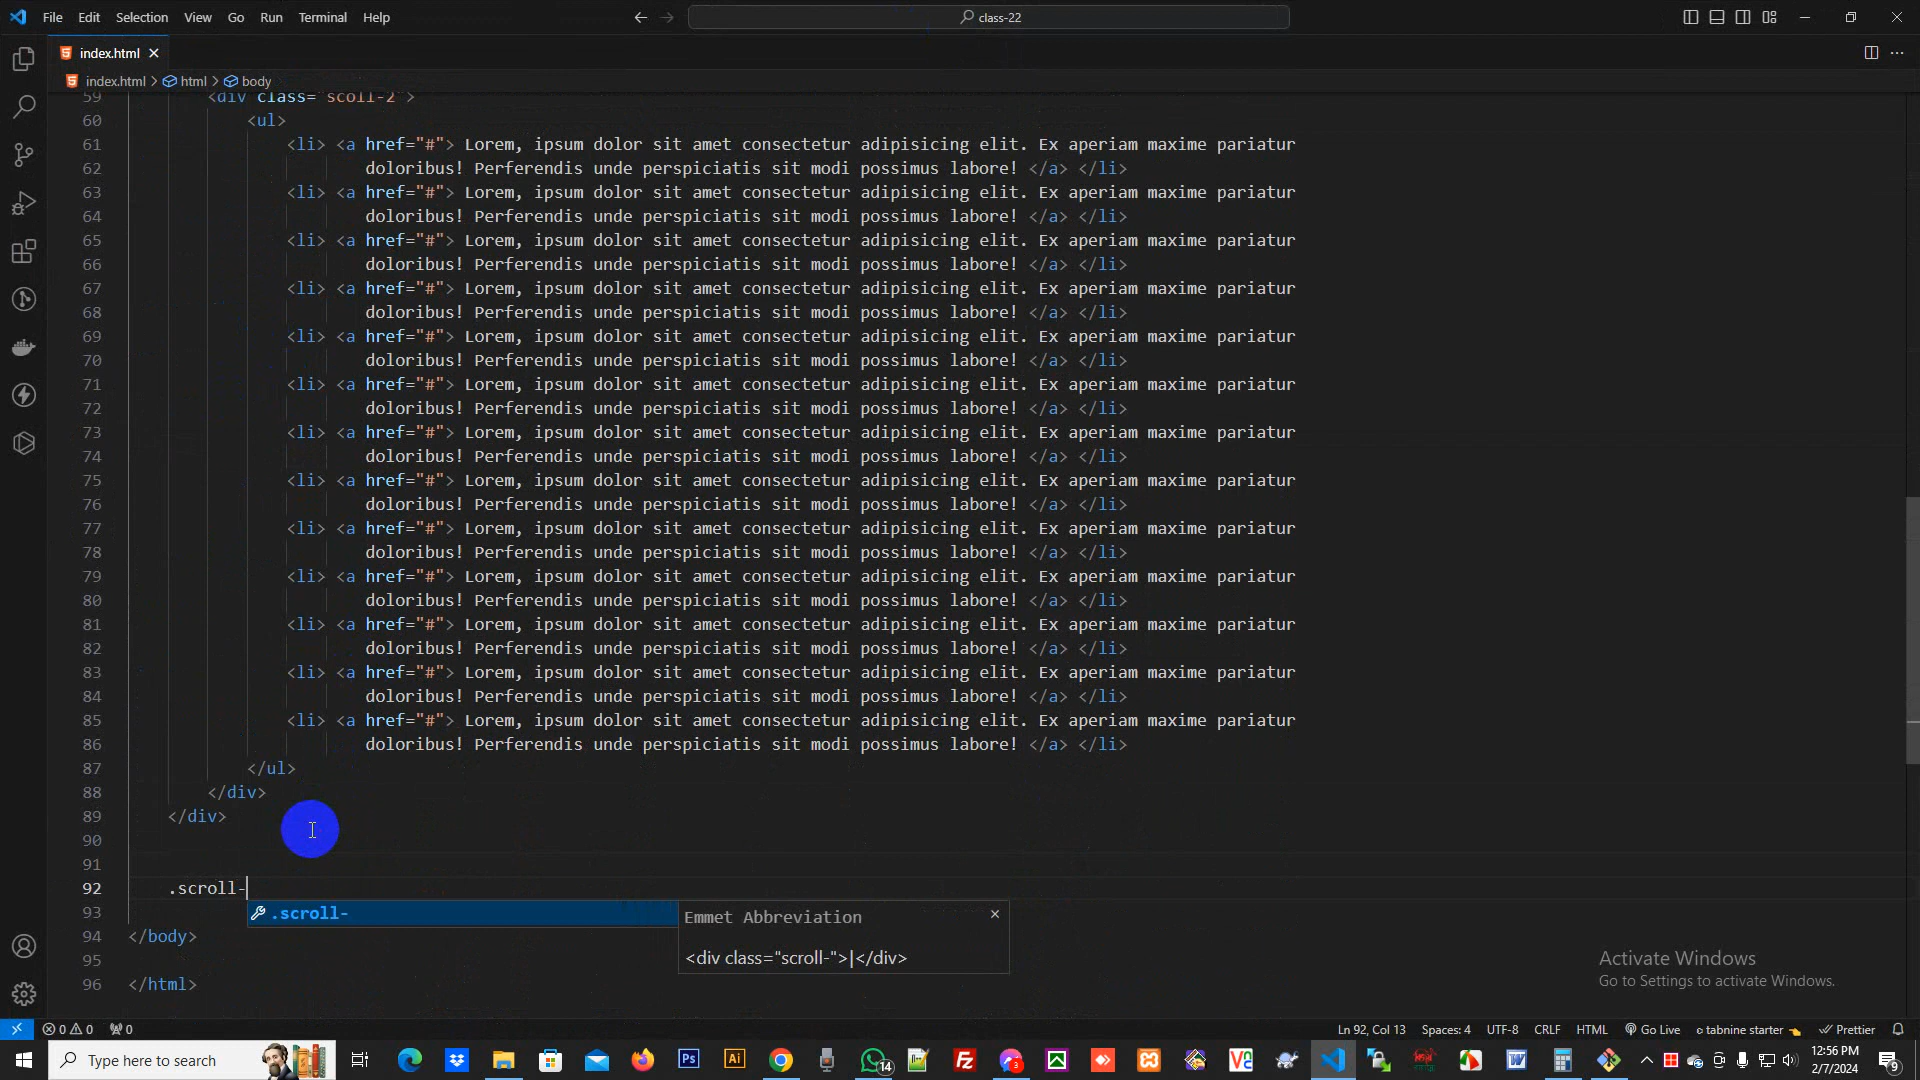 File Edit Selection View Go Run Terminal Help
class-22
index.html
index.html > html > body
59 <div class="scoll-2">
60 <ul>
61 <li> <a href="#"> Lorem, ipsum dolor sit amet consectetur adipisicing elit. Ex aperiam maxime pariatur
62 doloribus! Perferendis unde perspiciatis sit modi possimus labore! </a> </li>
63 <li> <a href="#"> Lorem, ipsum dolor sit amet consectetur adipisicing elit. Ex aperiam maxime pariatur
64 doloribus! Perferendis unde perspiciatis sit modi possimus labore! </a> </li>
65 <li> <a href="#"> Lorem, ipsum dolor sit amet consectetur adipisicing elit. Ex aperiam maxime pariatur
66 doloribus! Perferendis unde perspiciatis sit modi possimus labore! </a> </li>
67 <li> <a href="#"> Lorem, ipsum dolor sit amet consectetur adipisicing elit. Ex aperiam maxime pariatur
68 doloribus! Perferendis unde perspiciatis sit modi possimus labore! </a> </li>
69 <li> <a href="#"> Lorem, ipsum dolor sit amet consectetur adipisicing elit. Ex aperiam maxime pariatur
70 doloribus! Perferendis unde perspiciatis sit modi possimus labore! </a> </li>
71 <li> <a href="#"> Lorem, ipsum dolor sit amet consectetur adipisicing elit. Ex aperiam maxime pariatur
72 doloribus! Perferendis unde perspiciatis sit modi possimus labore! </a> </li>
73 <li> <a href="#"> Lorem, ipsum dolor sit amet consectetur adipisicing elit. Ex aperiam maxime pariatur
74 doloribus! Perferendis unde perspiciatis sit modi possimus labore! </a> </li>
75 <li> <a href="#"> Lorem, ipsum dolor sit amet consectetur adipisicing elit. Ex aperiam maxime pariatur
76 doloribus! Perferendis unde perspiciatis sit modi possimus labore! </a> </li>
77 <li> <a href="#"> Lorem, ipsum dolor sit amet consectetur adipisicing elit. Ex aperiam maxime pariatur
78 doloribus! Perferendis unde perspiciatis sit modi possimus labore! </a> </li>
79 <li> <a href="#"> Lorem, ipsum dolor sit amet consectetur adipisicing elit. Ex aperiam maxime pariatur
80 doloribus! Perferendis unde perspiciatis sit modi possimus labore! </a> </li>
81 <li> <a href="#"> Lorem, ipsum dolor sit amet consectetur adipisicing elit. Ex aperiam maxime pariatur
82 doloribus! Perferendis unde perspiciatis sit modi possimus labore! </a> </li>
83 <li> <a href="#"> Lorem, ipsum dolor sit amet consectetur adipisicing elit. Ex aperiam maxime pariatur
84 doloribus! Perferendis unde perspiciatis sit modi possimus labore! </a> </li>
85 <li> <a href="#"> Lorem, ipsum dolor sit amet consectetur adipisicing elit. Ex aperiam maxime pariatur
86 doloribus! Perferendis unde perspiciatis sit modi possimus labore! </a> </li>
87 </ul>
88 </div>
89 </div>
90
91
92 .scroll-
93 .scroll- Emmet Abbreviation
94 </body>
95 <div class="scroll-">|</div>
96 </html>
Activate Windows
Go to Settings to activate Windows.
0 0 0 Ln 92, Col 13 Spaces: 4 UTF-8 CRLF HTML Go Live tabnine starter Prettier
Type here to search Ps Ai 14 3 12:56 PM
2/7/2024 9